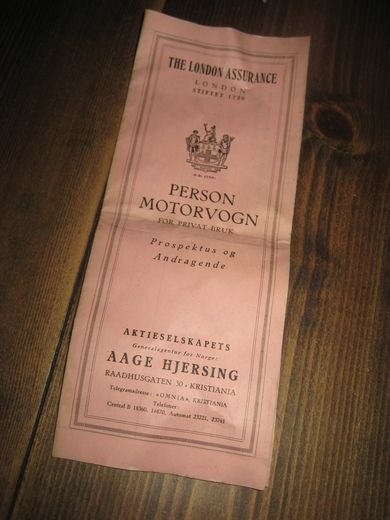 THE LONDON ASSURANCE
LONDON
STIFTET 1720
PERSON
MOTORVOGN
FOR PRIVAT BRUK
Prospektus og
Andragende
AKTIESELSKAPETS
Generalagentur for Norge:
AAGE HJERSING
RAADHUSGATEN 30 • KRISTIANIA
Telegramadresse: «OMNIA», KRISTIANIA
Telefoner:
Central B 18360, 14670, Automat 23221, 23741